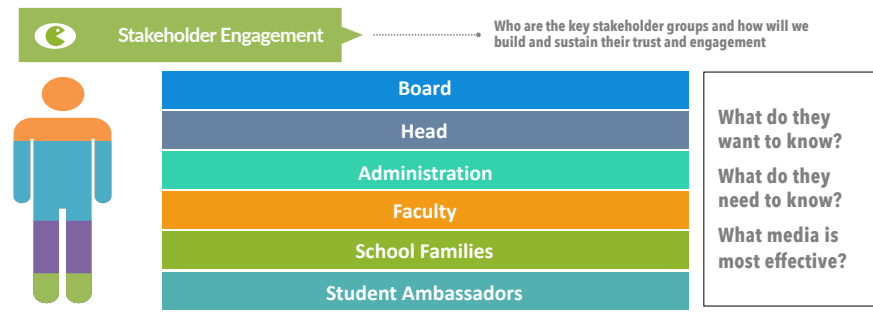 Stakeholder Engagement
Who are the key stakeholder groups and how will we
build and sustain their trust and engagement
Board
Head
Administration
Faculty
School Families
Student Ambassadors
What do they
want to know?
What do they
need to know?
What media is
most effective?